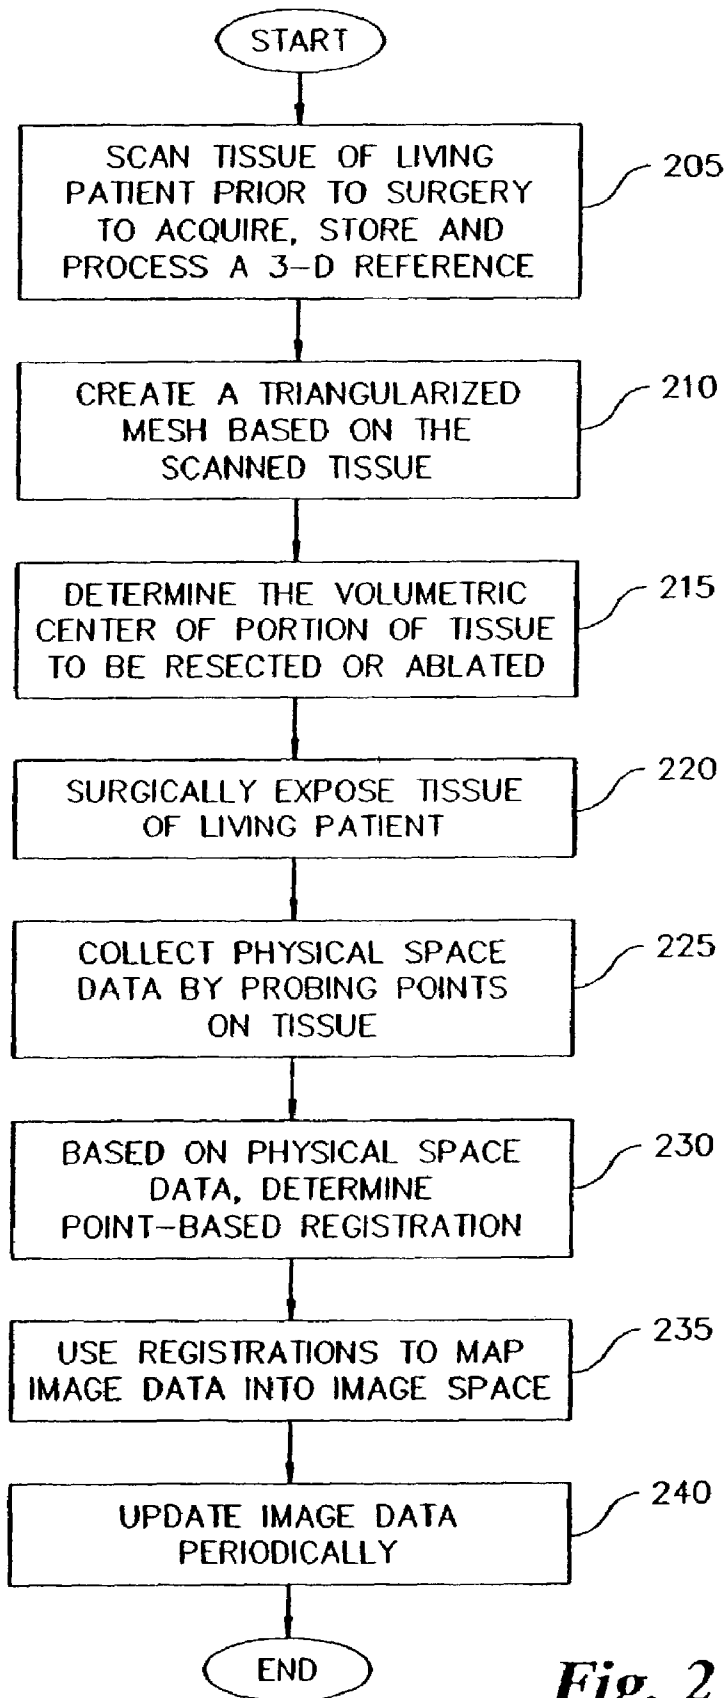 START
SCAN TISSUE OF LIVING
PATIENT PRIOR TO SURGERY
TO ACQUIRE, STORE AND
PROCESS A 3-D REFERENCE
205
CREATE A TRIANGULARIZED
MESH BASED ON THE
SCANNED TISSUE
210
DETERMINE THE VOLUMETRIC
CENTER OF PORTION OF TISSUE
TO BE RESECTED OR ABLATED
215
SURGICALLY EXPOSE TISSUE
OF LIVING PATIENT
220
COLLECT PHYSICAL SPACE
DATA BY PROBING POINTS
ON TISSUE
225
BASED ON PHYSICAL SPACE
DATA, DETERMINE
POINT-BASED REGISTRATION
230
USE REGISTRATIONS TO MAP
IMAGE DATA INTO IMAGE SPACE
235
UPDATE IMAGE DATA
PERIODICALLY
240
END
Fig. 2